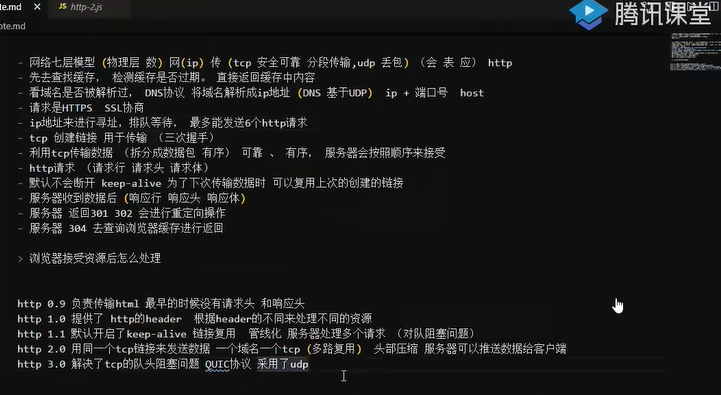 te.md
JS http-2.js
腾讯课堂
ote.md
- 网络七层模型 (物理层 数) 网(ip) 传 (tcp 安全可靠 分段传输,udp 丢包) (会 表 应) http
- 先去查找缓存, 检测缓存是否过期。 直接返回缓存中内容
- 看域名是否被解析过, DNS协议 将域名解析成ip地址 (DNS 基于UDP) ip + 端口号 host
- 请求是HTTPS SSL协商
- ip地址来进行寻址,排队等待, 最多能发送6个http请求
- tcp 创建链接 用于传输 (三次握手)
- 利用tcp传输数据 (拆分成数据包 有序) 可靠 、 有序, 服务器会按照顺序来接受
- http请求 (请求行 请求头 请求体)
- 默认不会断开 keep-alive 为了下次传输数据时 可以复用上次的创建的链接
- 服务器收到数据后 (响应行 响应头 响应体)
- 服务器 返回301 302 会进行重定向操作
- 服务器 304 去查询浏览器缓存进行返回
> 浏览器接受资源后怎么处理
http 0.9 负责传输html 最早的时候没有请求头 和响应头
http 1.0 提供了 http的header 根据header的不同来处理不同的资源
http 1.1 默认开启了keep-alive 链接复用 管线化 服务器处理多个请求 (对队阻塞问题)
http 2.0 用同一个tcp链接来发送数据 一个域名一个tcp (多路复用) 头部压缩 服务器可以推送数据给客户端
http 3.0 解决了tcp的队头阻塞问题 QUIC协议 采用了udp